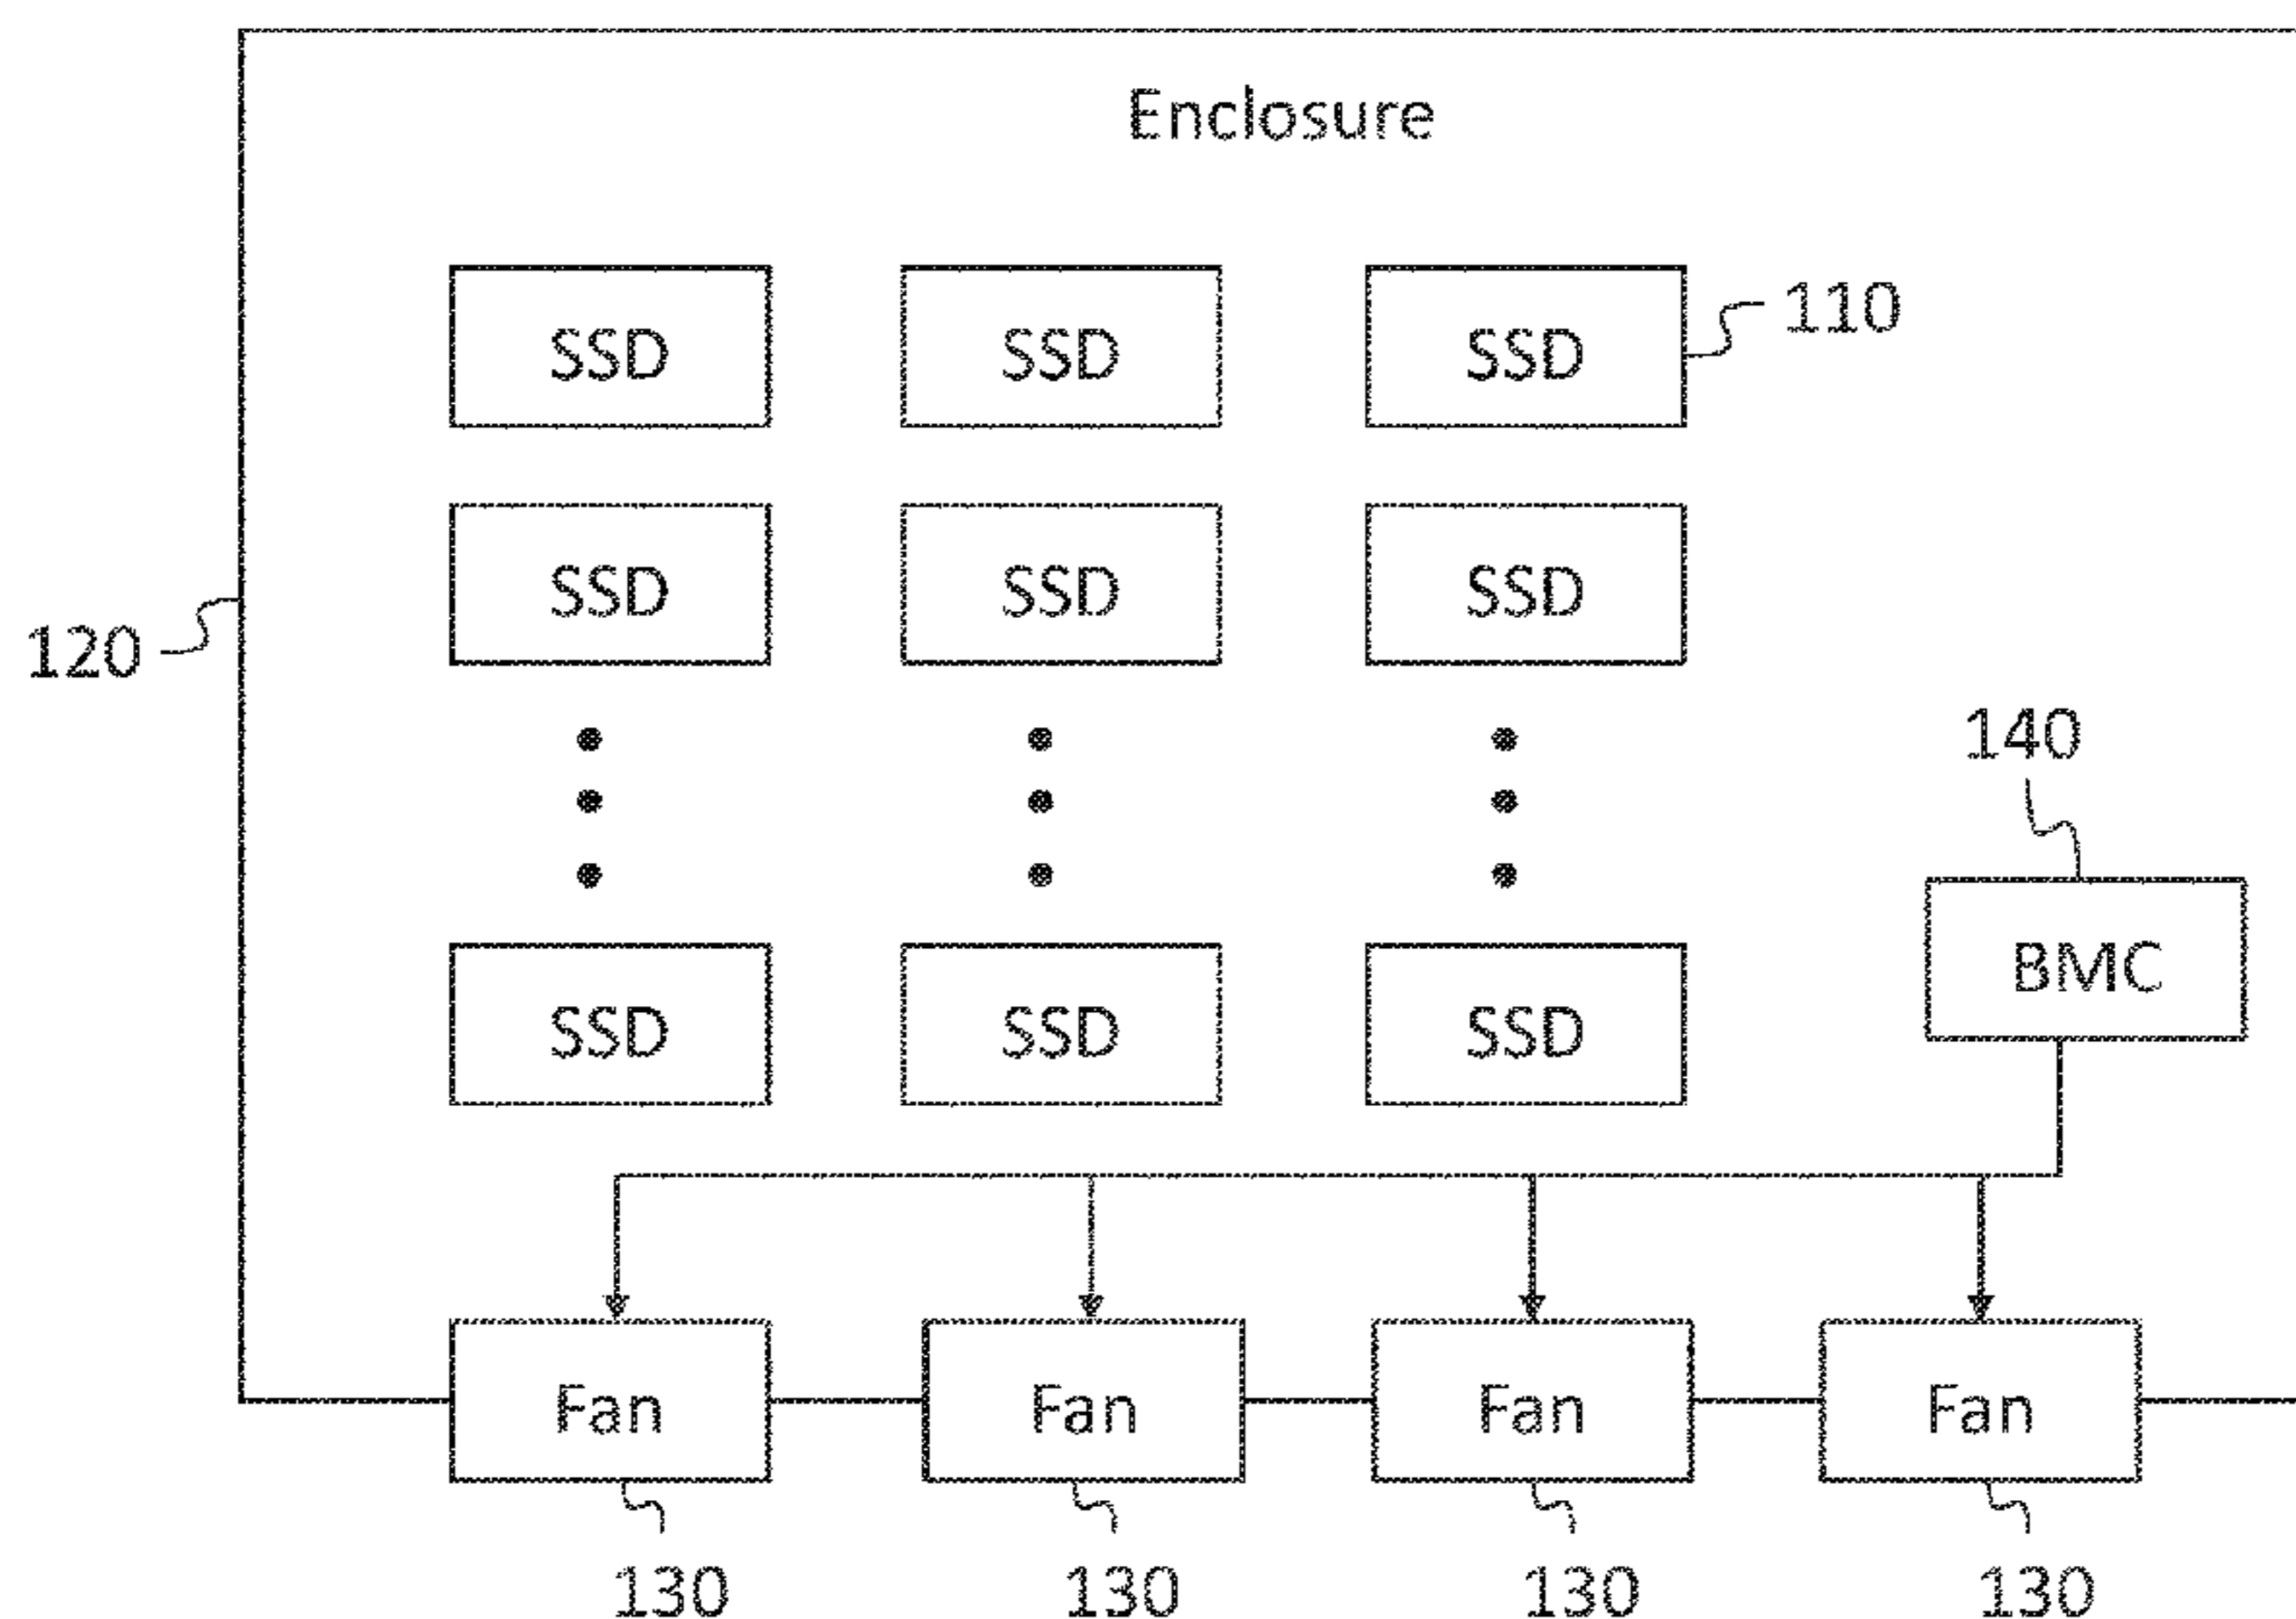 Enclosure
SSD SSD SSD 110
SSD SSD SSD
120
140
BMC
SSD SSD SSD
Fan Fan Fan Fan
130 130 130 130